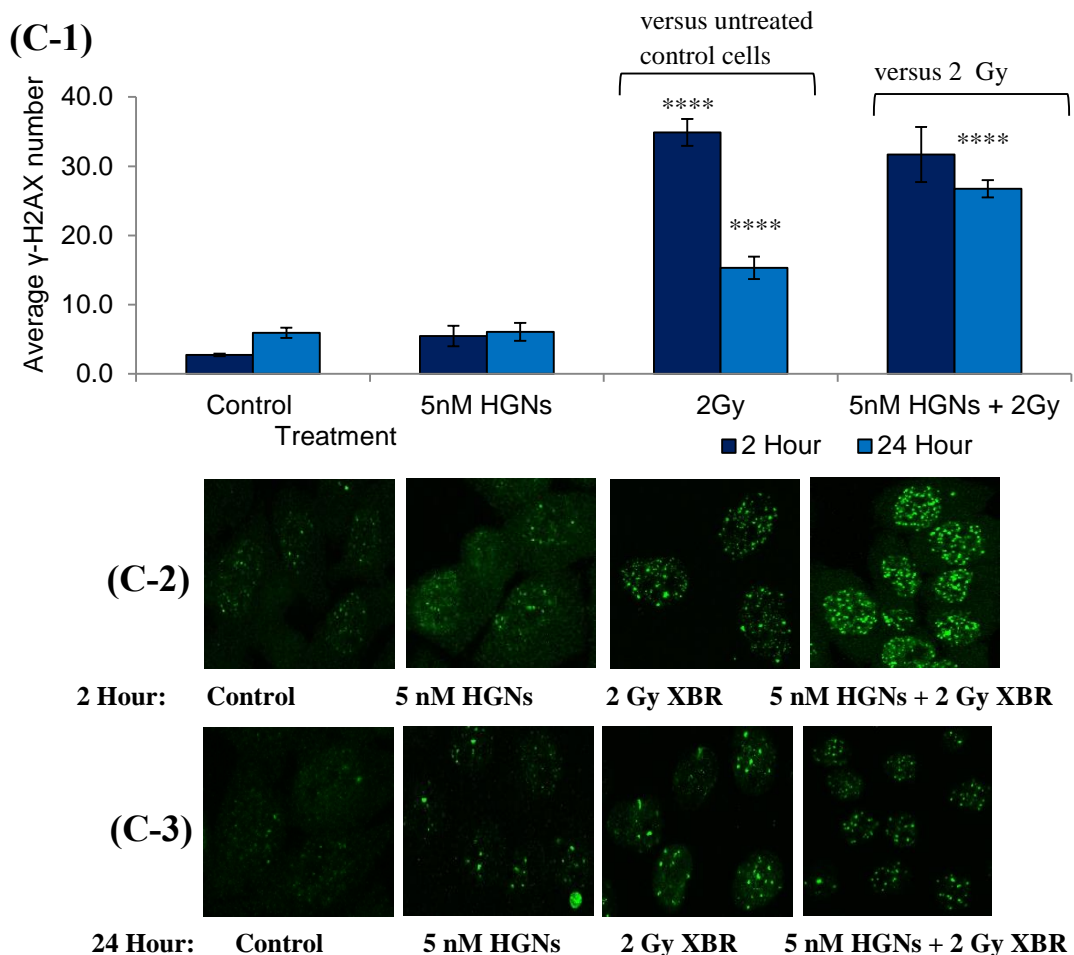 (C-1)
versus untreated
control cells
versus 2 Gy
Average γ-H2AX number
40.0
30.0
20.0
10.0
0.0
****
****
****
Control
5nM HGNs
2Gy
5nM HGNs + 2Gy
Treatment
2 Hour
24 Hour
(C-2)
2 Hour: Control 5 nM HGNs 2 Gy XBR 5 nM HGNs + 2 Gy XBR
(C-3)
24 Hour: Control 5 nM HGNs 2 Gy XBR 5 nM HGNs + 2 Gy XBR